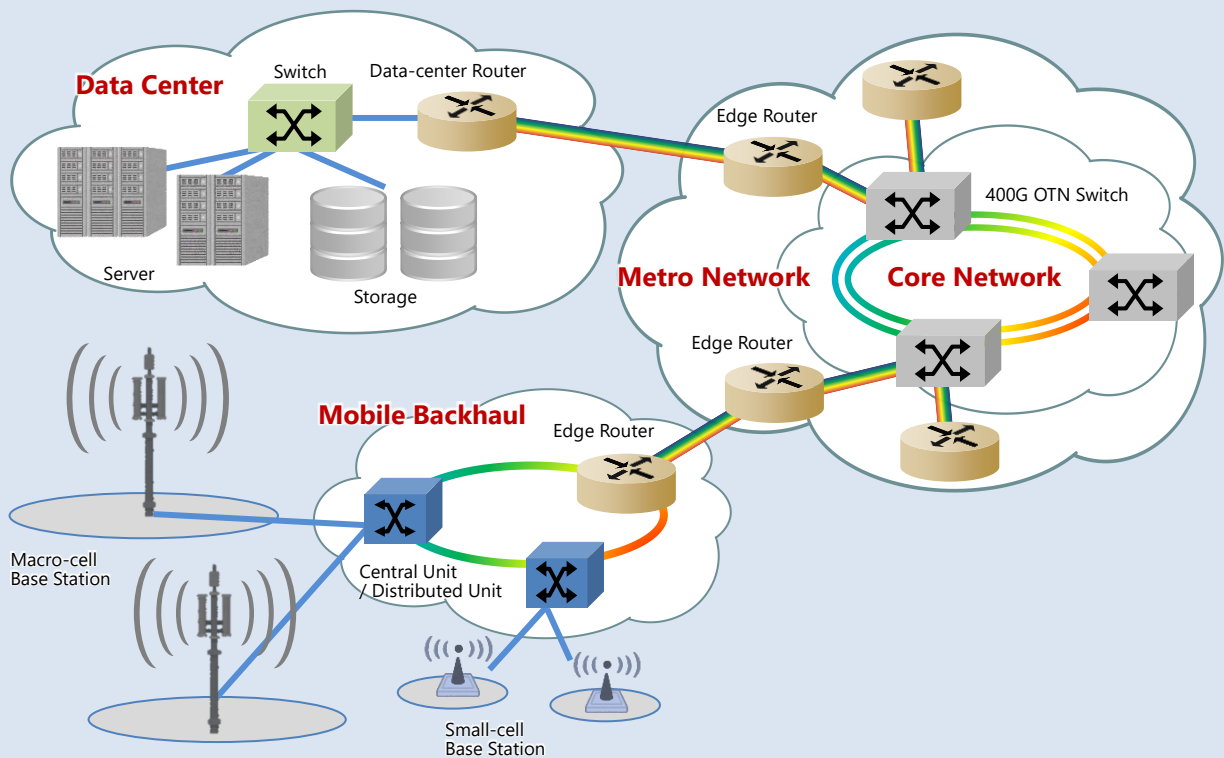 Data Center
Switch
Data-center Router
Server
Storage
Edge Router
400G OTN Switch
Metro Network
Core Network
Edge Router
Mobile Backhaul
Edge Router
Macro-cell
Base Station
Central Unit
/ Distributed Unit
Small-cell
Base Station